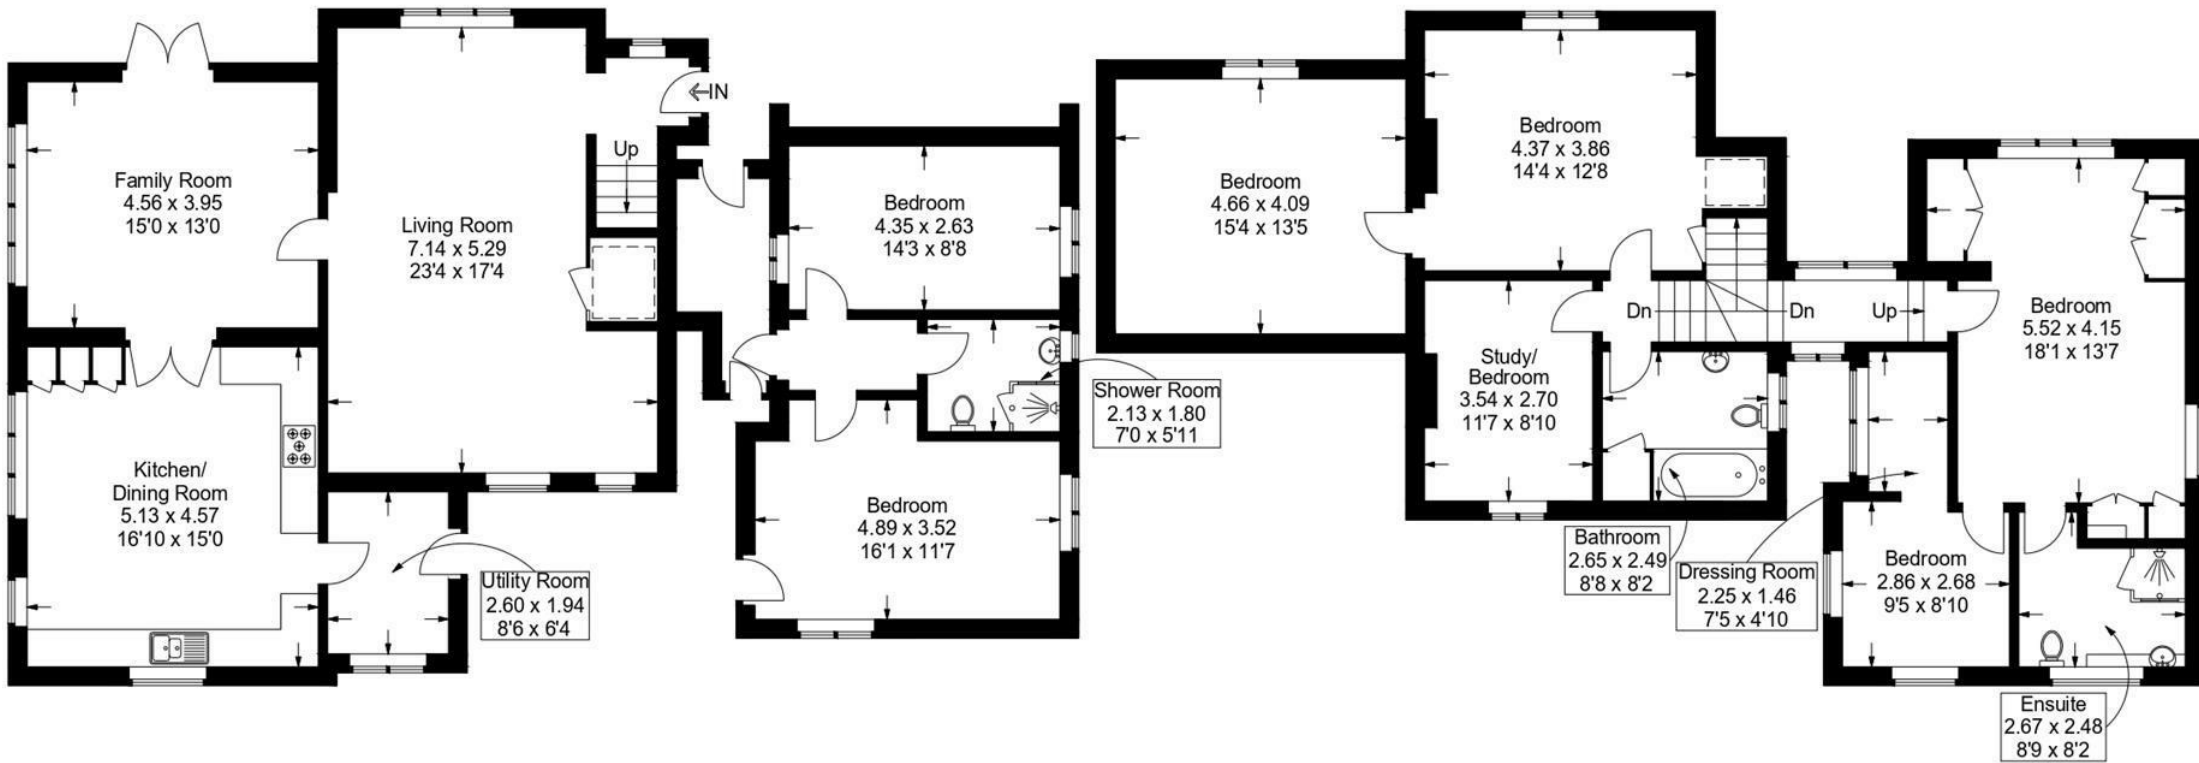 Family Room
4.56 x 3.95
15'0 x 13'0
Kitchen/
Dining Room
5.13 x 4.57
16'10 x 15'0
Living Room
7.14 x 5.29
23'4 x 17'4
IN
Up
Utility Room
2.60 x 1.94
8'6 x 6'4
Bedroom
4.35 x 2.63
14'3 x 8'8
Shower Room
2.13 x 1.80
7'0 x 5'11
Bedroom
4.89 x 3.52
16'1 x 11'7
Bedroom
4.66 x 4.09
15'4 x 13'5
Bedroom
4.37 x 3.86
14'4 x 12'8
Study/
Bedroom
3.54 x 2.70
11'7 x 8'10
Dn
Dn
Up
Bathroom
2.65 x 2.49
8'8 x 8'2
Dressing Room
2.25 x 1.46
7'5 x 4'10
Bedroom
5.52 x 4.15
18'1 x 13'7
Bedroom
2.86 x 2.68
9'5 x 8'10
Ensuite
2.67 x 2.48
8'9 x 8'2